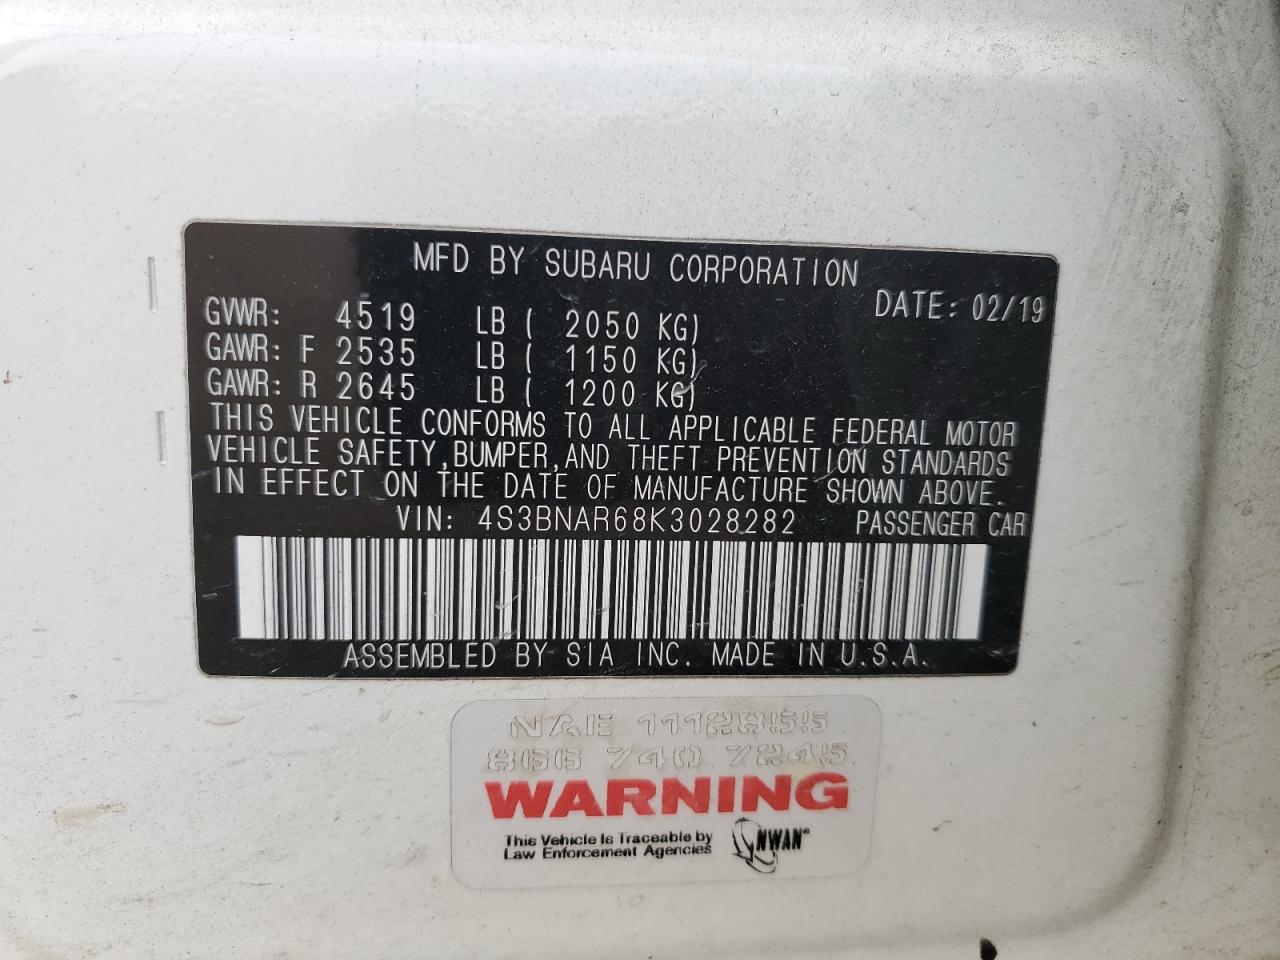 MFD BY SUBARU CORPORATION
DATE: 02/19
GVWR: 4519 LB ( 2050 KG)
GAWR: F 2535 LB ( 1150 KG)
GAWR: R 2645 LB ( 1200 KG)
THIS VEHICLE CONFORMS TO ALL APPLICABLE FEDERAL MOTOR
VEHICLE SAFETY,BUMPER,AND THEFT PREVENTION STANDARDS
IN EFFECT ON THE DATE OF MANUFACTURE SHOWN ABOVE.
VIN: 4S3BNAR68K3028282 PASSENGER CAR
ASSEMBLED BY SIA INC. MADE IN U.S.A.
NAE 1112855
866 740 7245
WARNING
This Vehicle Is Traceable by
Law Enforcement Agencies
NWAN®